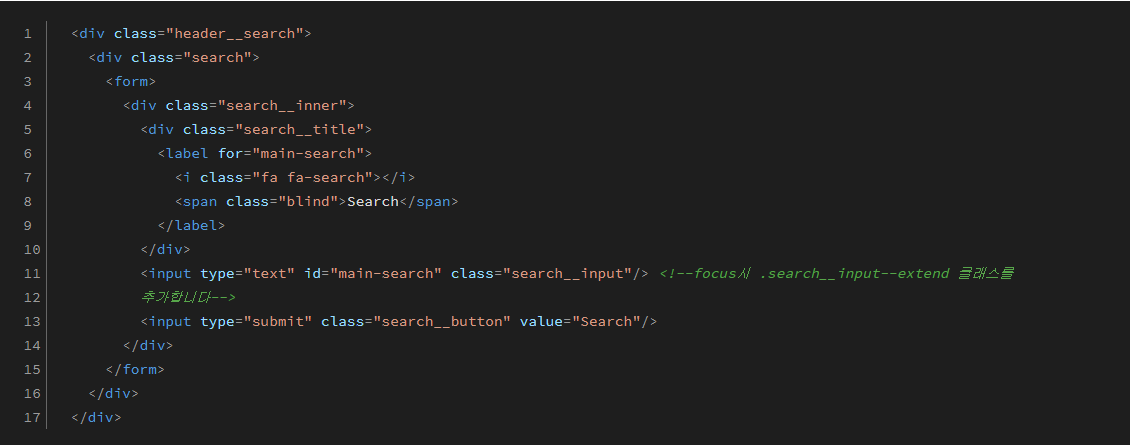 1 <div class="header__search">
2 <div class="search">
3 <form>
4 <div class="search__inner">
5 <div class="search__title">
6 <label for="main-search">
7 <i class="fa fa-search"></i>
8 <span class="blind">Search</span>
9 </label>
10 </div>
11 <input type="text" id="main-search" class="search__input"/> <!--focus시 .search__input--extend 클래스를
12 추가합니다-->
13 <input type="submit" class="search__button" value="Search"/>
14 </div>
15 </form>
16 </div>
17 </div>